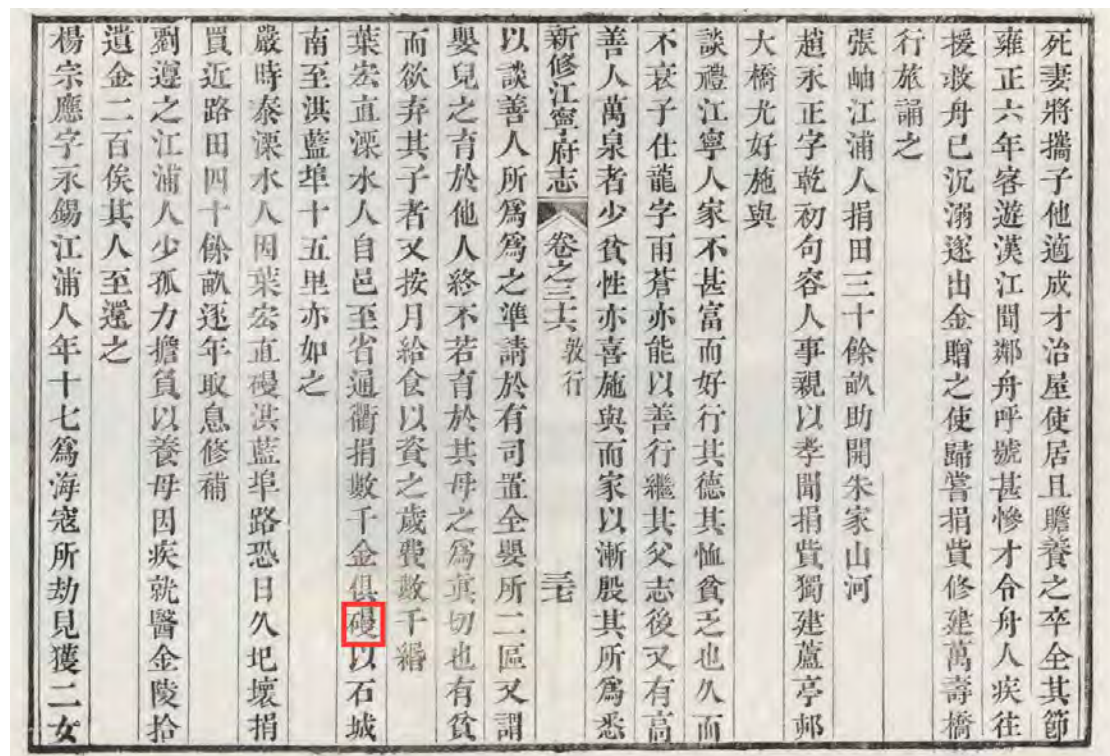 死妻將攜子他適成才治屋使居且贍養之卒全其節
雍正六年客遊漢江聞鄰舟呼號甚慘才令舟人疾往
援救舟已沉溺遂出金贈之使歸嘗捐貲修建萬壽橋
行旅誦之
張岫江浦人捐田三十餘畝助開朱家山河
趙永正字乾初句容人事親以孝聞捐貲獨建蘆亭邨
大橋尤好施與
談禮江寧人家不甚富而好行其德其恤貧乏也久而
不衰子仕龍字甫蒼亦能以善行繼其父志後又有高
善人萬泉者少貧性亦喜施與而家以漸殷其所爲悉
新修江寧府志 卷之三十六 敦行 三七
以談善人所爲爲之準請於有司置全嬰所二區又謂
嬰兒之育於他人終不若育於其母之爲真切也有貧
而欲弃其子者又按月給食以資之歲費數千緡
葉宏直溧水人自邑至省通衢捐數千金俱磾以石城
南至洪藍埠十五里亦如之
嚴時泰溧水人因葉宏直磾洪藍埠路恐日久圯壞捐
買近路田四十餘畝逐年取息修補
劉遵之江浦人少孤力擔負以養母因疾就醫金陵拾
遺金二百俟其人至還之
楊宗應字永錫江浦人年十七爲海寇所劫見獲二女